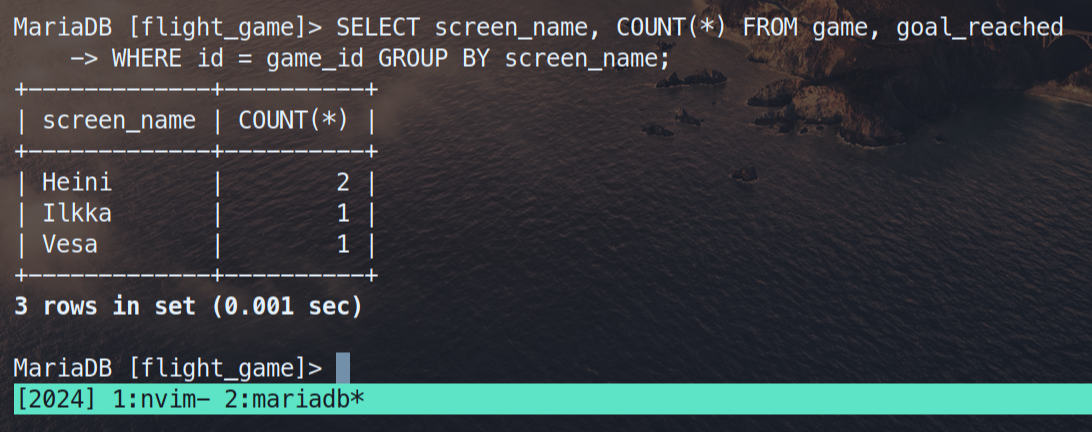 MariaDB [flight_game]> SELECT screen_name, COUNT(*) FROM game, goal_reached
    -> WHERE id = game_id GROUP BY screen_name;
+-------------+----------+
| screen_name | COUNT(*) |
+-------------+----------+
| Heini       |        2 |
| Ilkka       |        1 |
| Vesa        |        1 |
+-------------+----------+
3 rows in set (0.001 sec)
MariaDB [flight_game]>
[2024] 1:nvim- 2:mariadb*